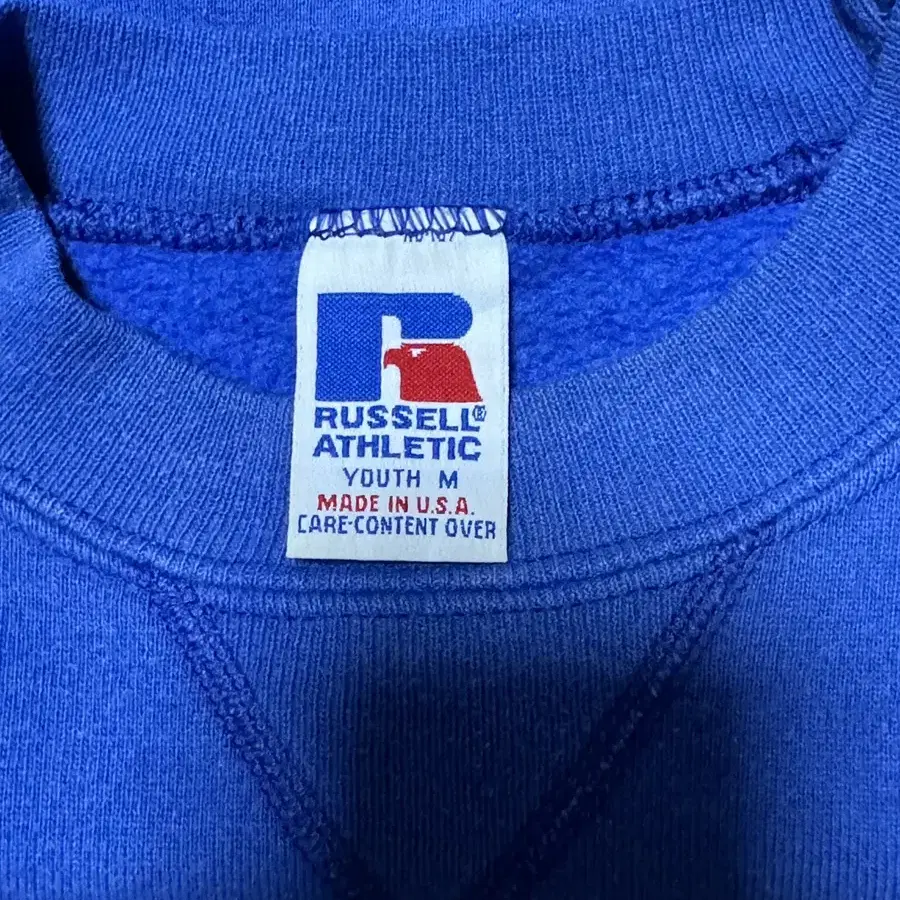 RUSSELL®
ATHLETIC
YOUTH M
MADE IN U.S.A.
CARE-CONTENT OVER